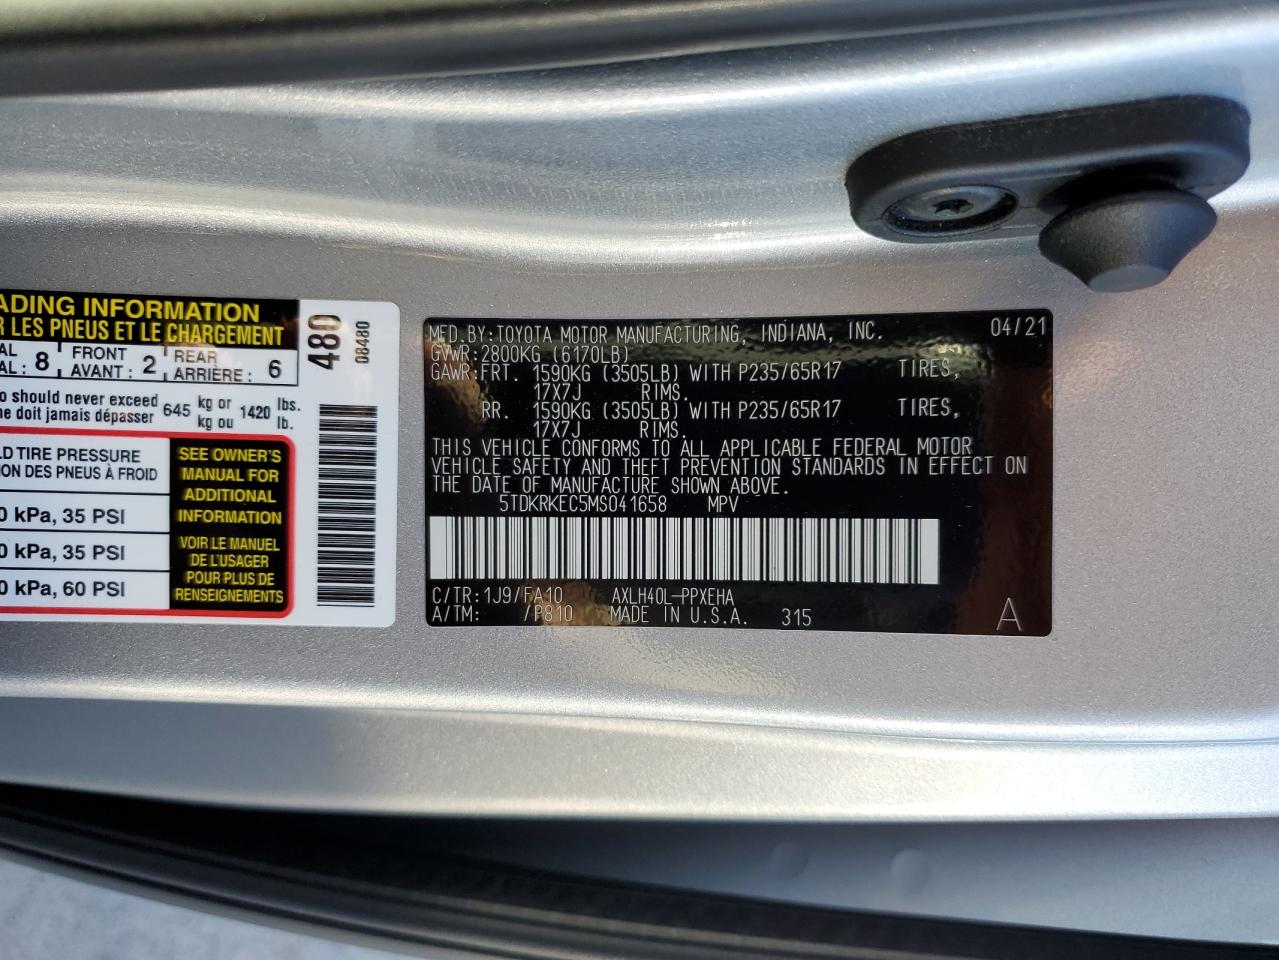 ADING INFORMATION
R LES PNEUS ET LE CHARGEMENT
AL : 8 FRONT AVANT : 2 REAR ARRIÈRE : 6
o should never exceed
ne doit jamais dépasser 645 kg or kg ou 1420 lbs. lb.
LD TIRE PRESSURE
ION DES PNEUS À FROID
0 kPa, 35 PSI
0 kPa, 35 PSI
0 kPa, 60 PSI
SEE OWNER'S
MANUAL FOR
ADDITIONAL
INFORMATION
VOIR LE MANUEL
DE L'USAGER
POUR PLUS DE
RENSEIGNEMENTS
480
08480
MFD.BY:TOYOTA MOTOR MANUFACTURING, INDIANA, INC. 04/21
GVWR:2800KG (6170LB)
GAWR:FRT. 1590KG (3505LB) WITH P235/65R17 TIRES,
17X7J RIMS.
RR. 1590KG (3505LB) WITH P235/65R17 TIRES,
17X7J RIMS.
THIS VEHICLE CONFORMS TO ALL APPLICABLE FEDERAL MOTOR
VEHICLE SAFETY AND THEFT PREVENTION STANDARDS IN EFFECT ON
THE DATE OF MANUFACTURE SHOWN ABOVE.
5TDKRKEC5MS041658 MPV
C/TR:1J9/FA10 AXLH40L-PPXEHA
A/TM: /P810 MADE IN U.S.A. 315 A